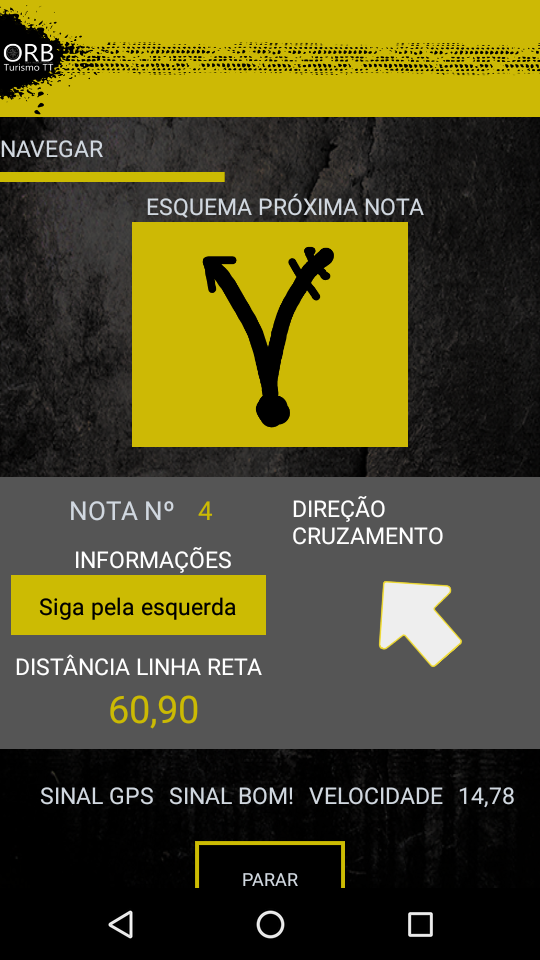 ORB
Turismo TT
NAVEGAR
ESQUEMA PRÓXIMA NOTA
NOTA Nº 4
DIREÇÃO
CRUZAMENTO
INFORMAÇÕES
Siga pela esquerda
DISTÂNCIA LINHA RETA
60,90
SINAL GPS SINAL BOM! VELOCIDADE 14,78
PARAR